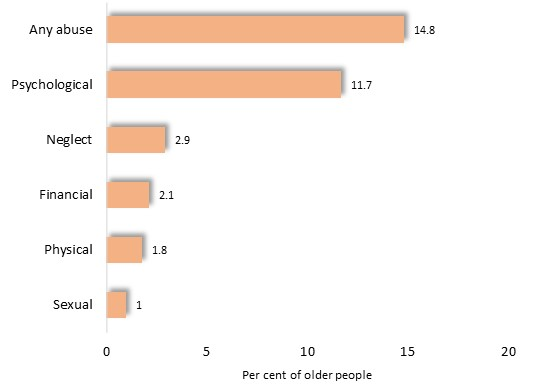 Any abuse 14.8
Psychological 11.7
Neglect 2.9
Financial 2.1
Physical 1.8
Sexual 1
0 5 10 15 20
Per cent of older people